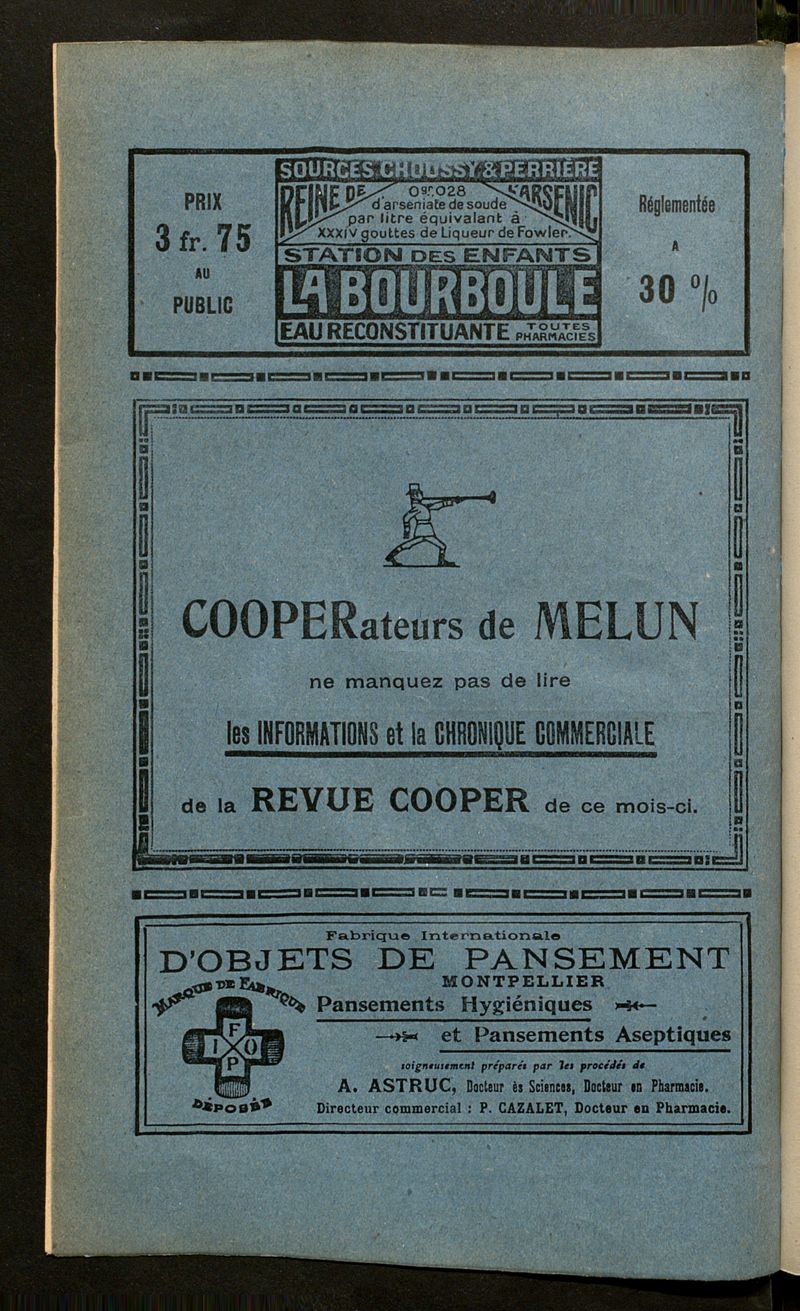 PRIX
3 fr. 75
AU
PUBLIC
SOURCES CHOUSSY & PERRIÈRE
REINE DE L'ARSENIC
0gr.028
d'arséniate de soude
par litre équivalant à
XXXIV gouttes de Liqueur de Fowler.
STATION DES ENFANTS
LA BOURBOULE
EAU RECONSTITUANTE TOUTES PHARMACIES
Réglementée
A
30 %
COOPERateurs de MELUN
ne manquez pas de lire
les INFORMATIONS et la CHRONIQUE COMMERCIALE
de la REVUE COOPER de ce mois-ci.
Fabrique Internationale
D'OBJETS DE PANSEMENT
MONTPELLIER
MARQUE DE FABRIQUE
F
I O
P
DÉPOSÉE
Pansements Hygiéniques
et Pansements Aseptiques
soigneusement préparés par les procédés de
A. ASTRUC, Docteur ès Sciences, Docteur en Pharmacie.
Directeur commercial : P. CAZALET, Docteur en Pharmacie.